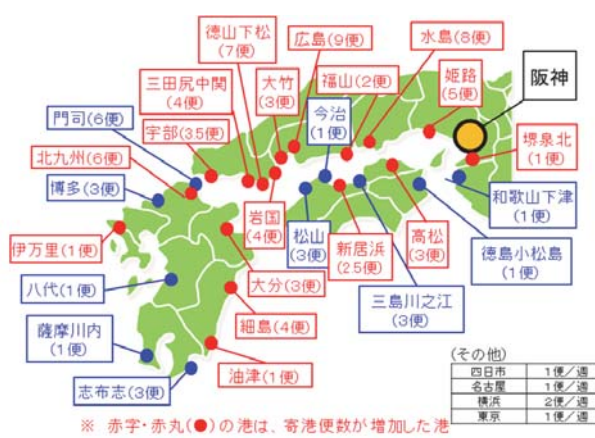 徳山下松
(7便)
広島(9便)
水島(8便)
三田尻中関
(4便)
大竹
(3便)
福山(2便)
姫路
(5便)
阪神
門司(6便)
宇部(3.5便)
今治
(1便)
堺泉北
(1便)
北九州(6便)
博多(3便)
岩国
(4便)
松山
(3便)
新居浜
(2.5便)
高松
(3便)
和歌山下津
(1便)
徳島小松島
(1便)
伊万里(1便)
大分(3便)
三島川之江
(3便)
八代(1便)
細島(4便)
薩摩川内
(1便)
油津(1便)
志布志(3便)
(その他)
四日市 1便/週
名古屋 1便/週
横浜 2便/週
東京 1便/週
※ 赤字・赤丸(●)の港は、寄港便数が増加した港